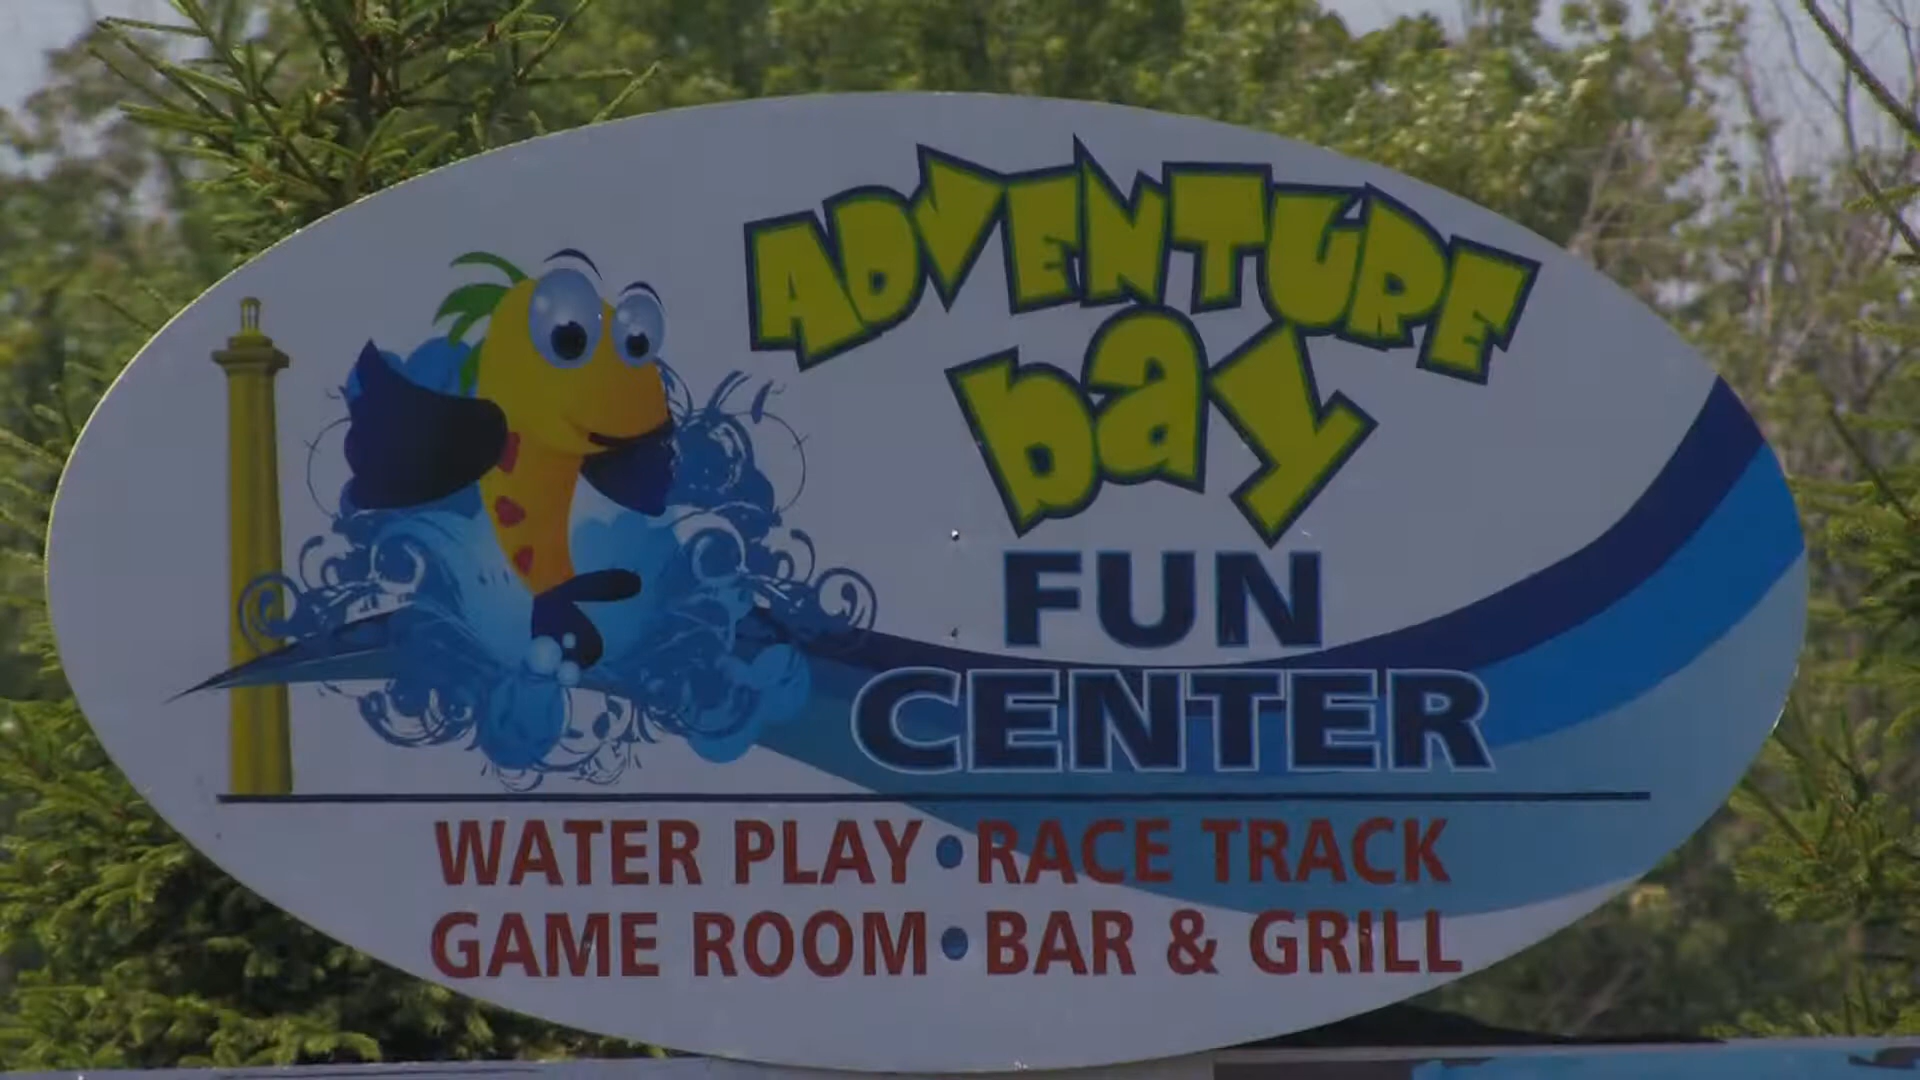 ADVENTURE
Bay
FUN
CENTER
WATER PLAY • RACE TRACK
GAME ROOM • BAR & GRILL